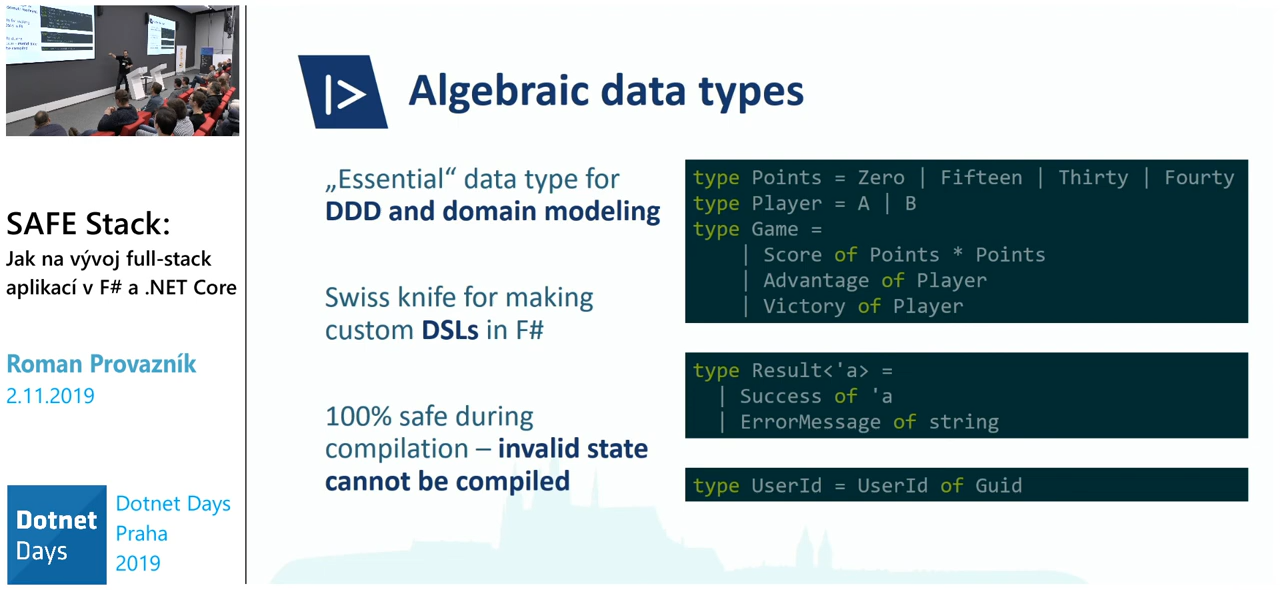 SAFE Stack:
Jak na vývoj full-stack
aplikací v F# a .NET Core
Roman Provazník
2.11.2019
Dotnet
Days
Dotnet Days
Praha
2019
|> Algebraic data types
„Essential“ data type for
DDD and domain modeling
Swiss knife for making
custom DSLs in F#
100% safe during
compilation – invalid state
cannot be compiled
type Points = Zero | Fifteen | Thirty | Fourty
type Player = A | B
type Game =
| Score of Points * Points
| Advantage of Player
| Victory of Player
type Result<'a> =
| Success of 'a
| ErrorMessage of string
type UserId = UserId of Guid